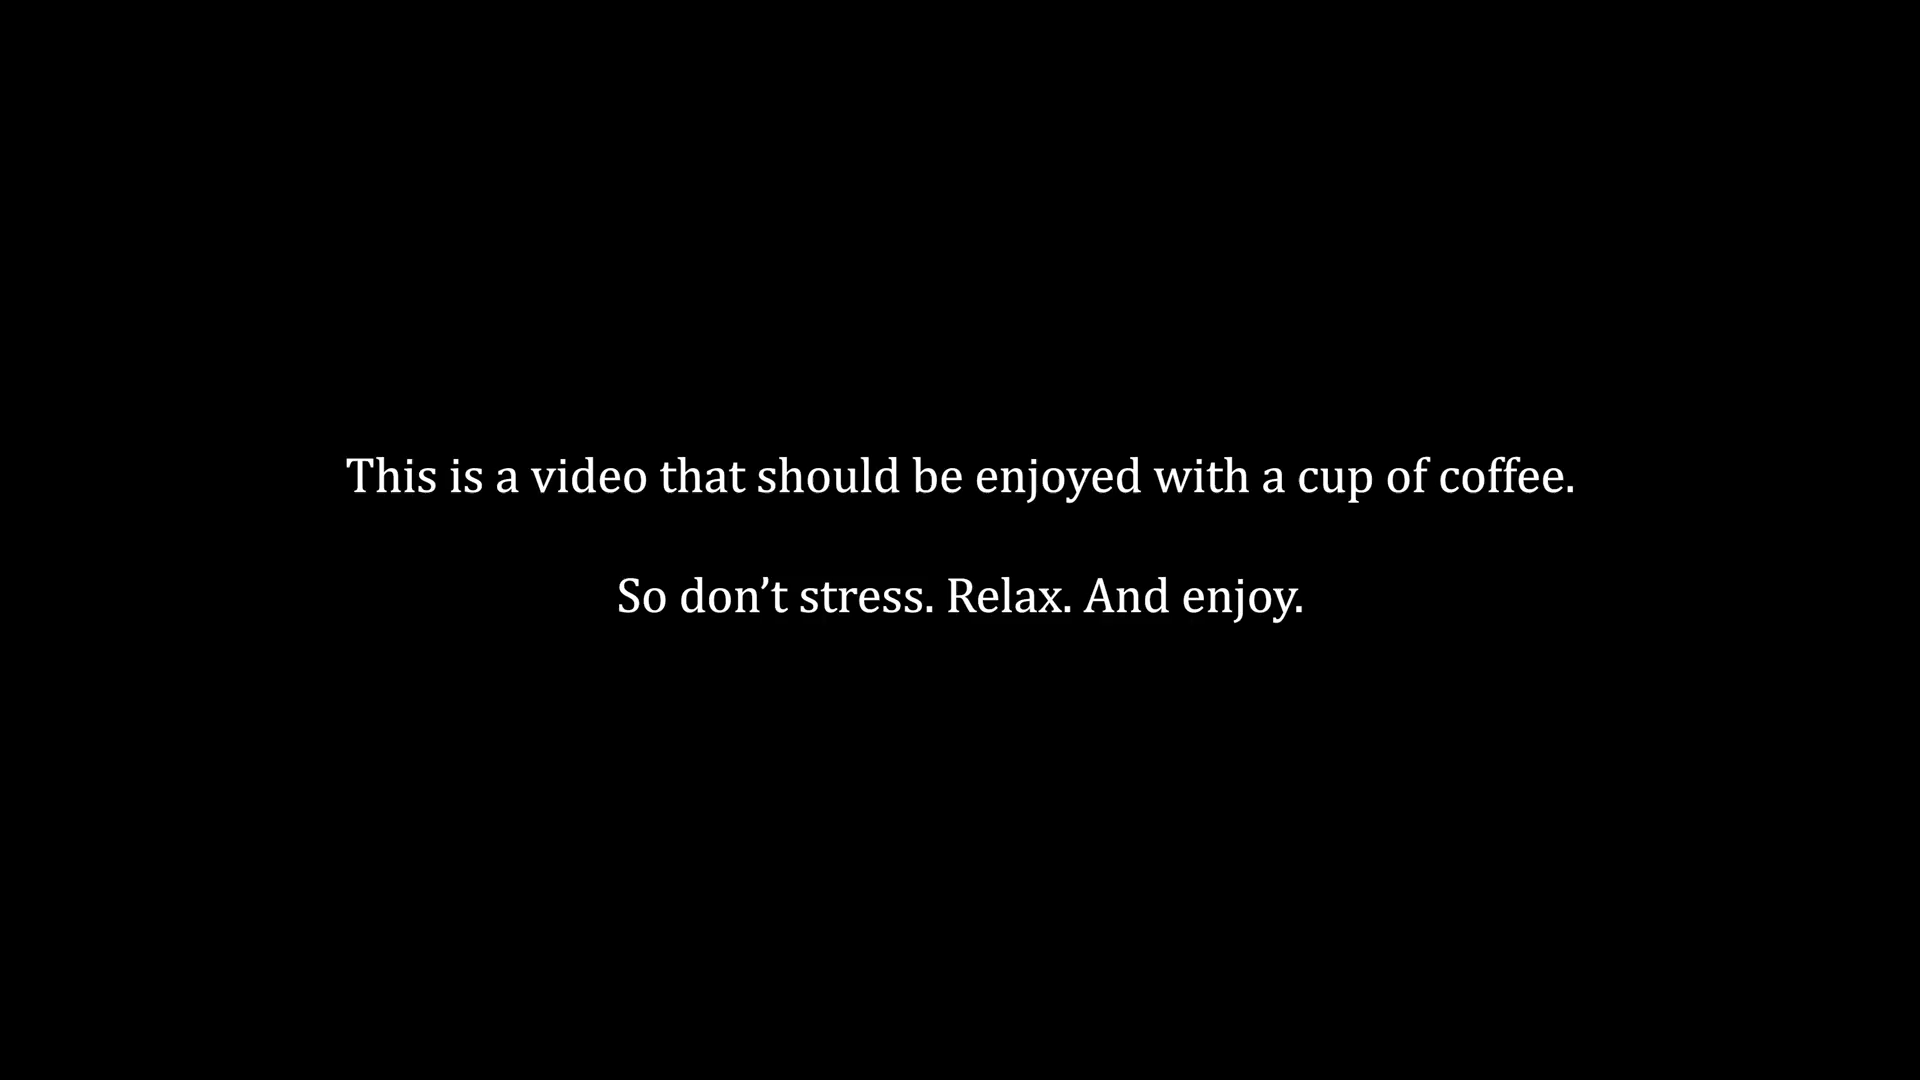 This is a video that should be enjoyed with a cup of coffee.
So don’t stress. Relax. And enjoy.